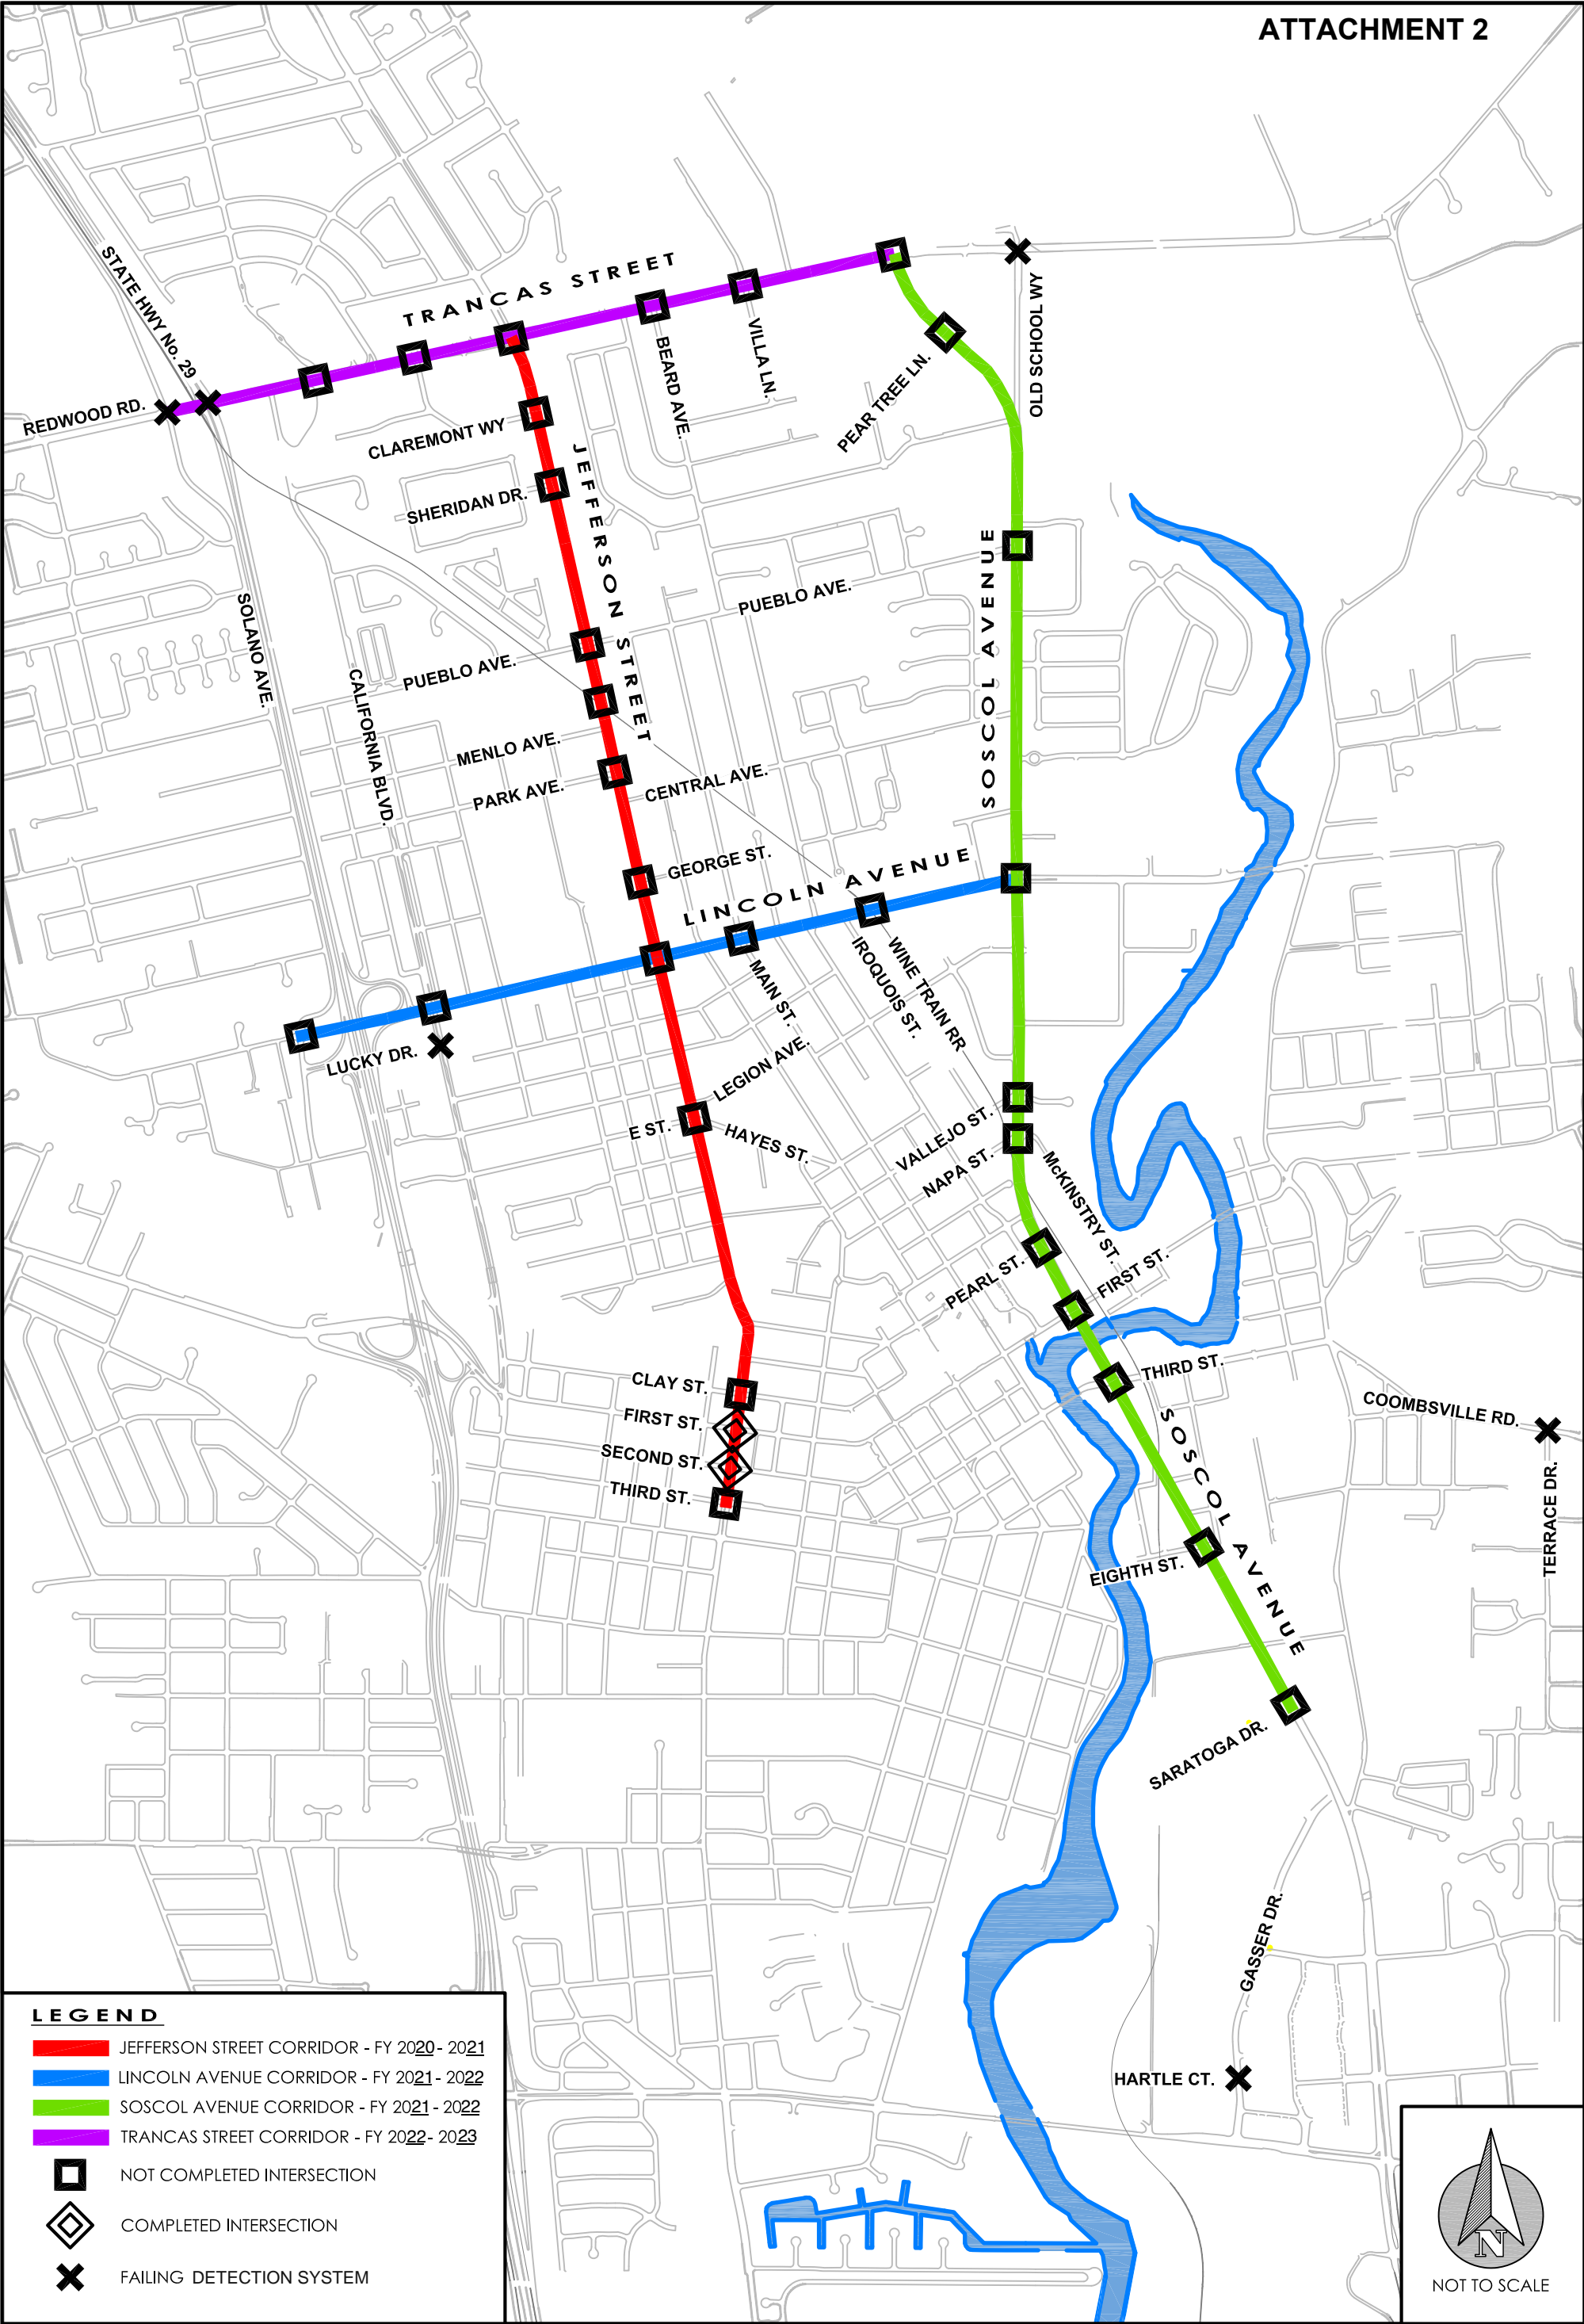 ATTACHMENT 2
STATE HWY No. 29
TRANCAS STREET
REDWOOD RD.
CLAREMONT WY
SHERIDAN DR.
BEARD AVE.
VILLA LN.
PEAR TREE LN.
OLD SCHOOL WY
JEFFERSON STREET
SOSCOL AVENUE
SOLANO AVE.
CALIFORNIA BLVD.
PUEBLO AVE.
PUEBLO AVE.
MENLO AVE.
PARK AVE.
CENTRAL AVE.
GEORGE ST.
LINCOLN AVENUE
LUCKY DR.
MAIN ST.
IROQUOIS ST.
WINE TRAIN RR
LEGION AVE.
E ST.
HAYES ST.
VALLEJO ST.
NAPA ST.
McKINSTRY ST.
PEARL ST.
FIRST ST.
THIRD ST.
CLAY ST.
FIRST ST.
SECOND ST.
THIRD ST.
SOSCOL AVENUE
COOMBSVILLE RD.
TERRACE DR.
EIGHTH ST.
SARATOGA DR.
GASSER DR.
HARTLE CT.
LEGEND
JEFFERSON STREET CORRIDOR - FY 2020 - 2021
LINCOLN AVENUE CORRIDOR - FY 2021 - 2022
SOSCOL AVENUE CORRIDOR - FY 2021 - 2022
TRANCAS STREET CORRIDOR - FY 2022 - 2023
NOT COMPLETED INTERSECTION
COMPLETED INTERSECTION
FAILING DETECTION SYSTEM
N
NOT TO SCALE